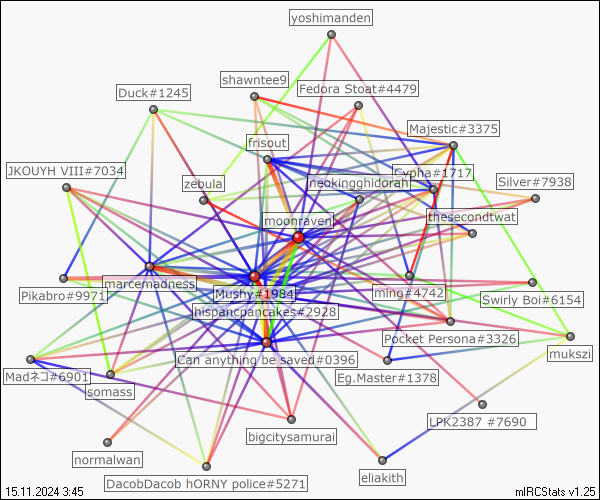 yoshimanden
shawntee9
Fedora Stoat#4479
Duck#1245
Majestic#3375
frisout
JKOUYH VIII#7034
Cypha#1717
zebula
neokingghidorah
Silver#7938
moonraven
thesecondtwat
marcemadness
Pikabro#9971
Mushy#1984
ming#4742
Swirly Boi#6154
hispancpancakes#2928
Pocket Persona#3326
Can anything be saved#0396
mukszi
Madネコ#6901
Eg.Master#1378
somass
LPK2387 #7690
bigcitysamurai
normalwan
eliakith
DacobDacob hORNY police#5271
15.11.2024 3:45
mIRCStats v1.25